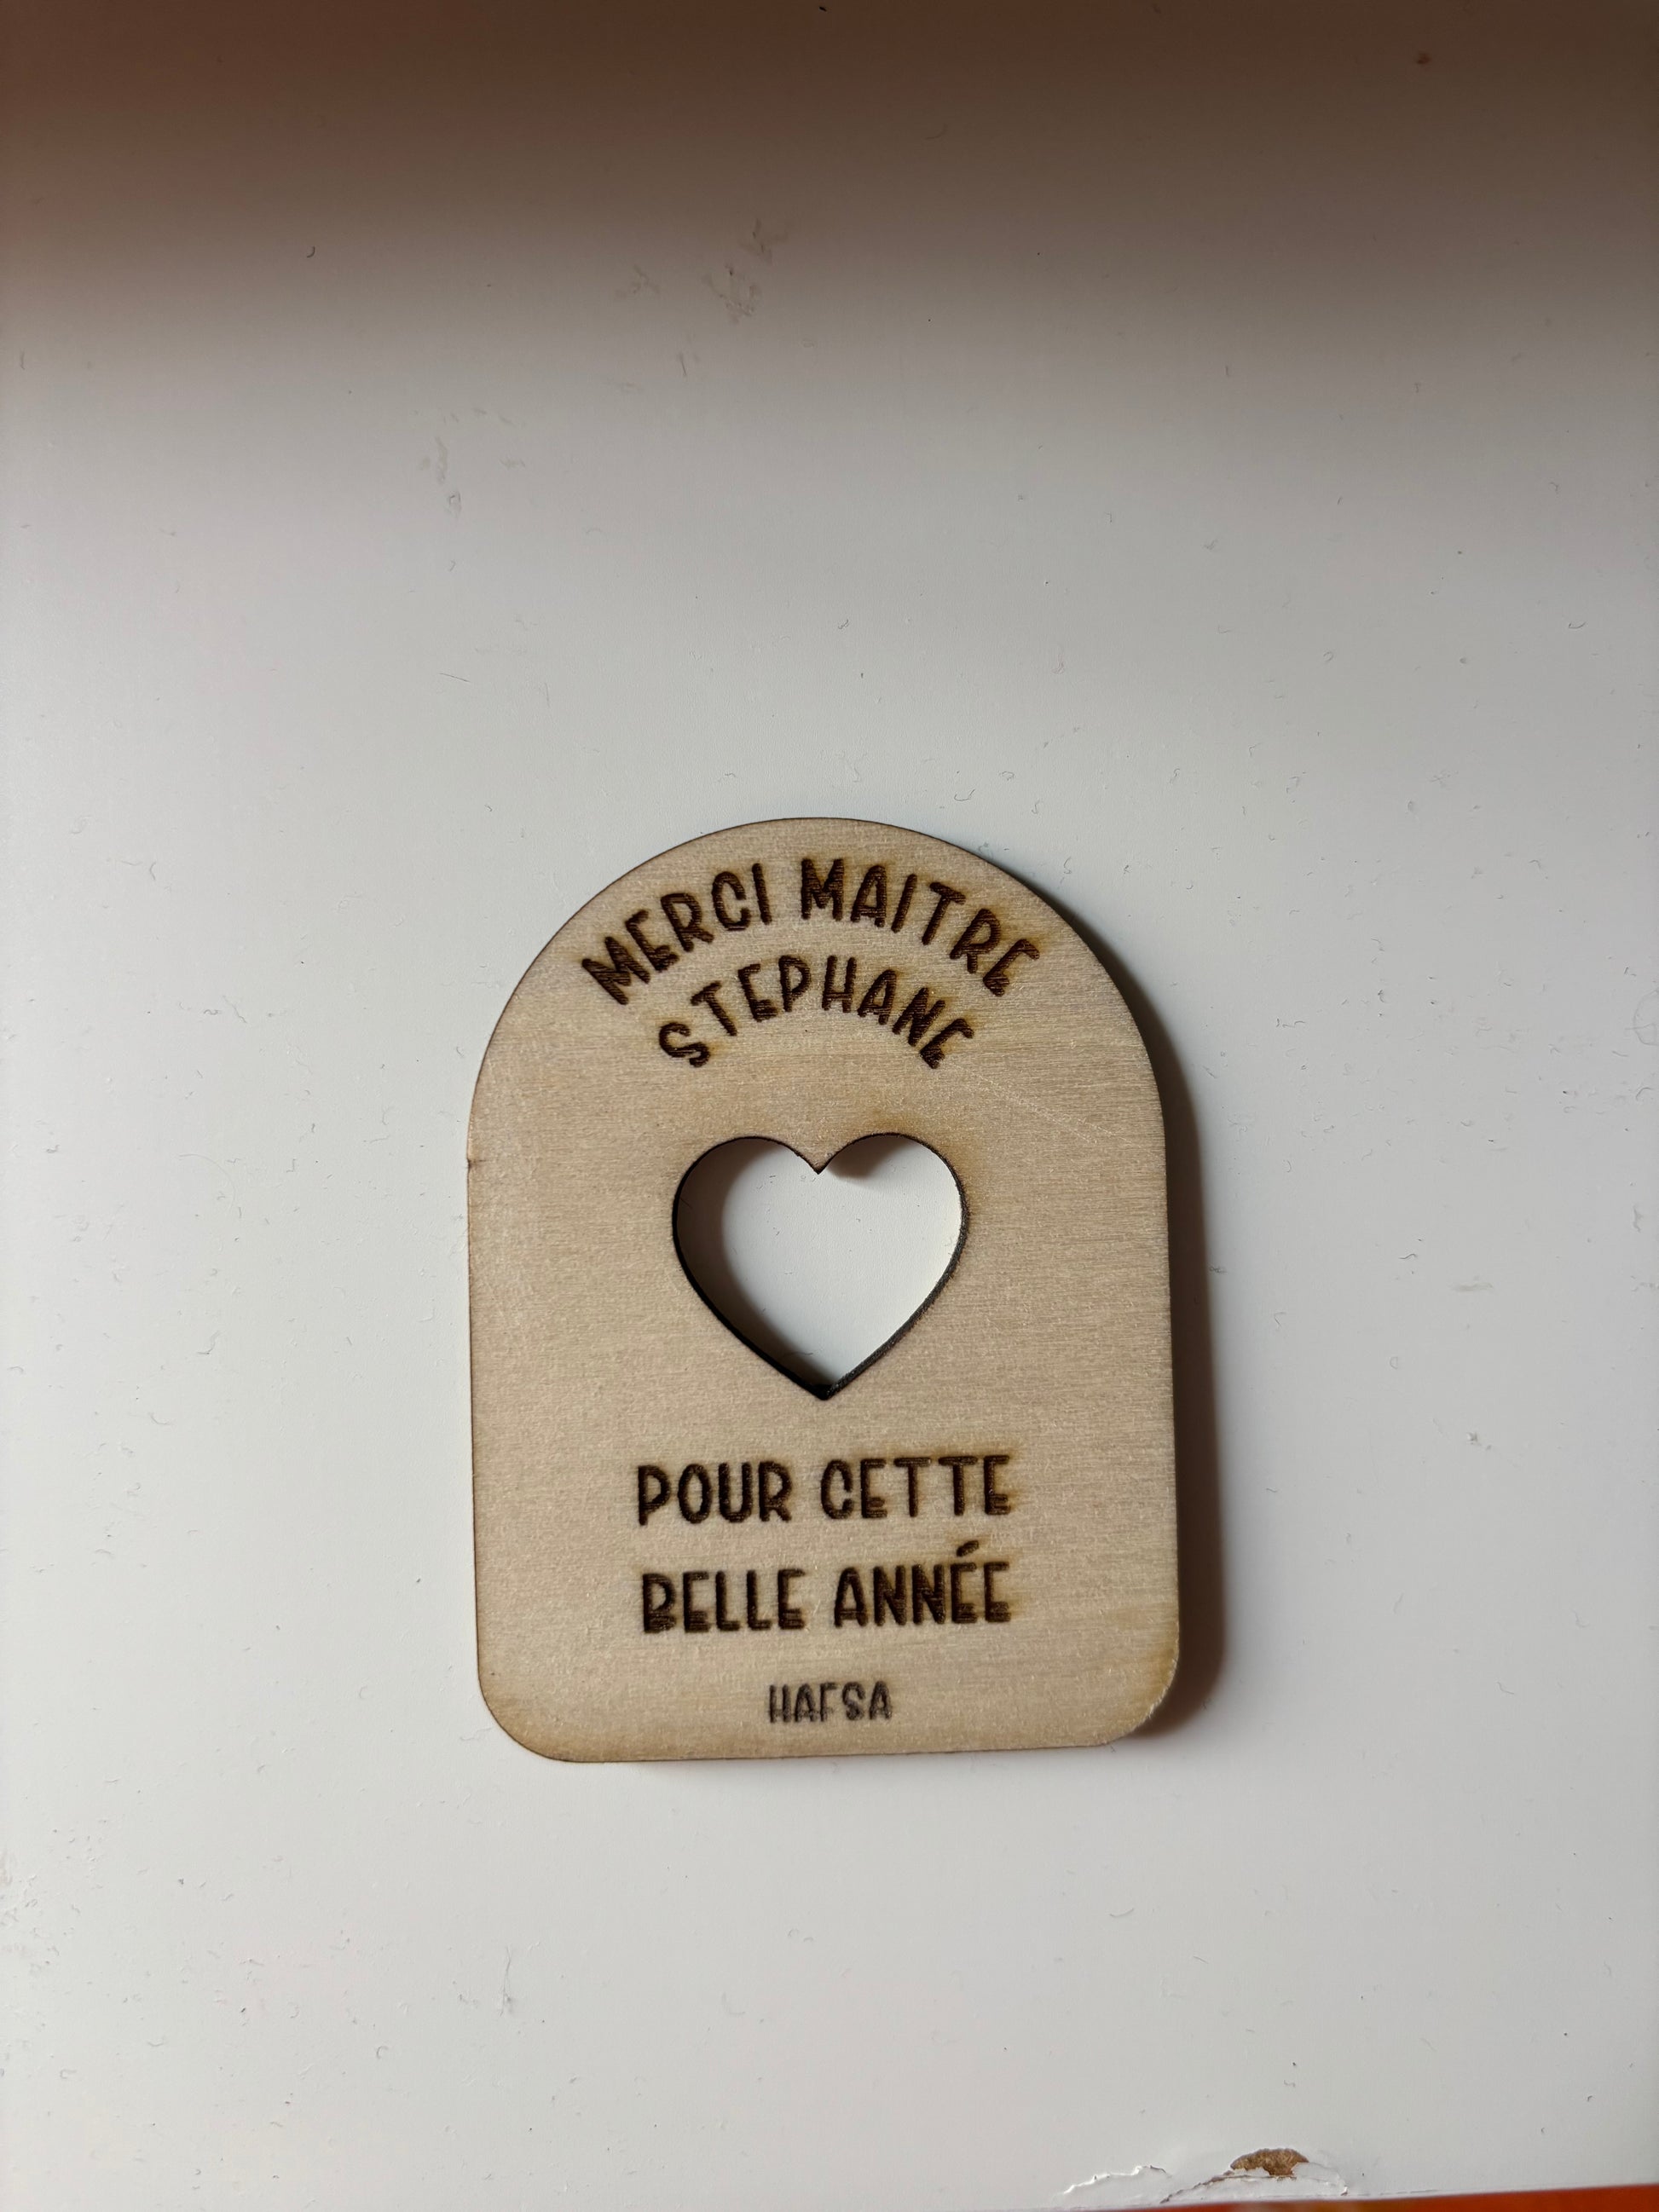 MERCI MAITRE
STEPHANE
POUR CETTE
BELLE ANNÉE
HAFSA